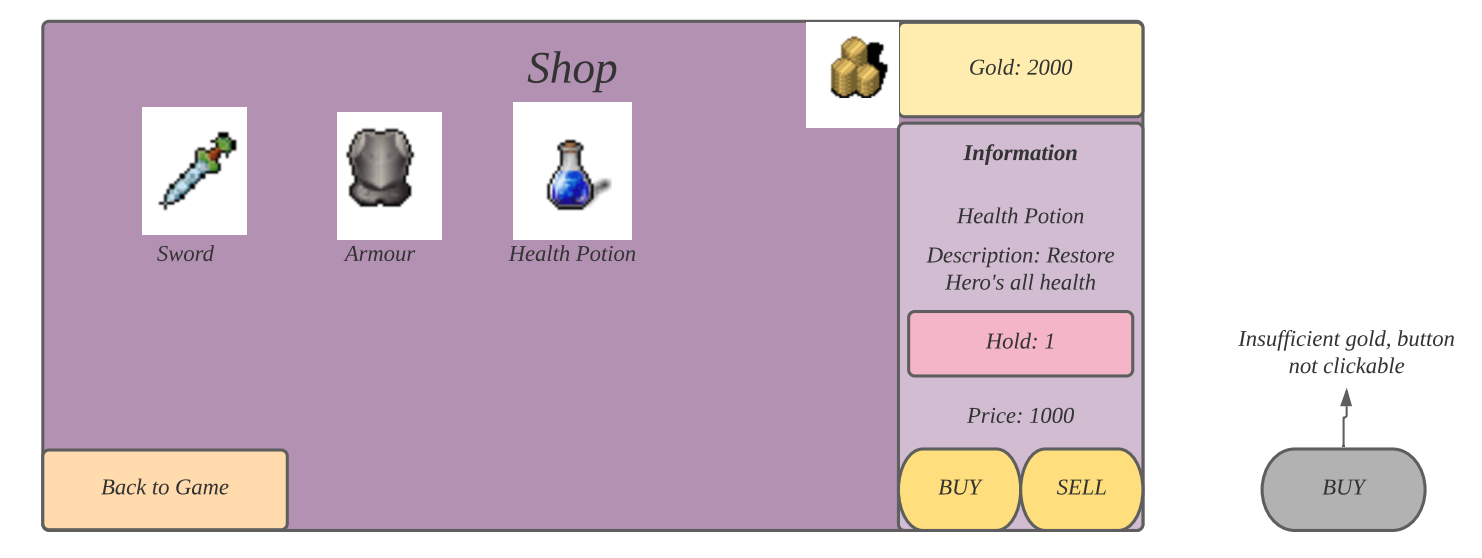 Shop
Gold: 2000
Sword
Armour
Health Potion
Information
Health Potion
Description: Restore
Hero's all health
Hold: 1
Price: 1000
Back to Game
BUY
SELL
Insufficient gold, button
not clickable
BUY